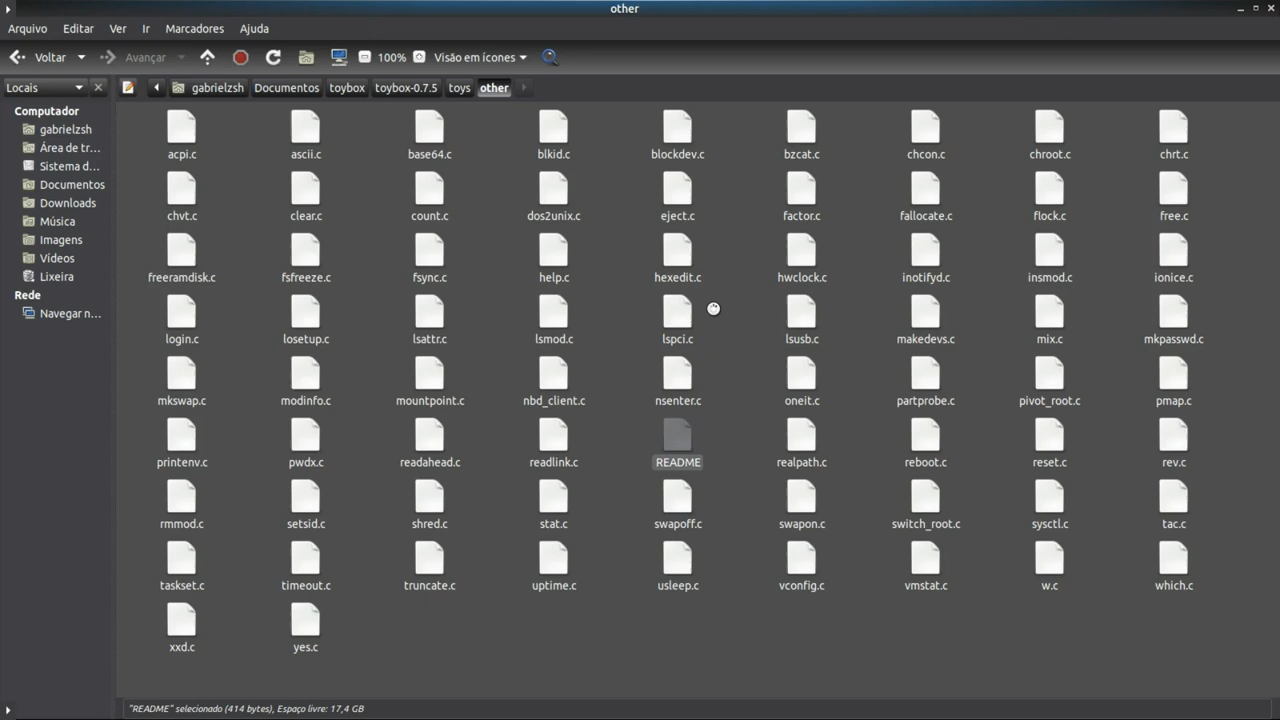 other
Arquivo Editar Ver Ir Marcadores Ajuda
Voltar Avançar 100% Visão em ícones
Locais gabrielzsh Documentos toybox toybox-0.7.5 toys other
Computador
gabrielzsh
Área de tr...
Sistema d...
Documentos
Downloads
Música
Imagens
Vídeos
Lixeira
Rede
Navegar n...
acpi.c ascii.c base64.c blkid.c blockdev.c bzcat.c chcon.c chroot.c chrt.c
chvt.c clear.c count.c dos2unix.c eject.c factor.c fallocate.c flock.c free.c
freeramdisk.c fsfreeze.c fsync.c help.c hexedit.c hwclock.c inotifyd.c insmod.c ionice.c
login.c losetup.c lsattr.c lsmod.c lspci.c lsusb.c makedevs.c mix.c mkpasswd.c
mkswap.c modinfo.c mountpoint.c nbd_client.c nsenter.c oneit.c partprobe.c pivot_root.c pmap.c
printenv.c pwdx.c readahead.c readlink.c README realpath.c reboot.c reset.c rev.c
rmmod.c setsid.c shred.c stat.c swapoff.c swapon.c switch_root.c sysctl.c tac.c
taskset.c timeout.c truncate.c uptime.c usleep.c vconfig.c vmstat.c w.c which.c
xxd.c yes.c
"README" selecionado (414 bytes), Espaço livre: 17,4 GB